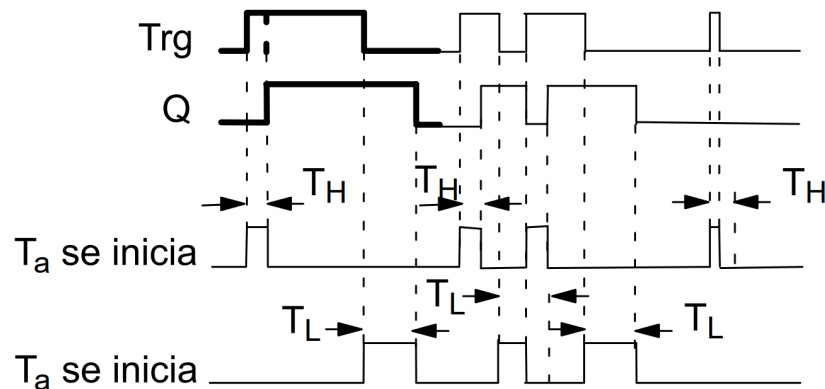 Trg
Q
TH TH TH
Ta se inicia
TL TL TL
Ta se inicia